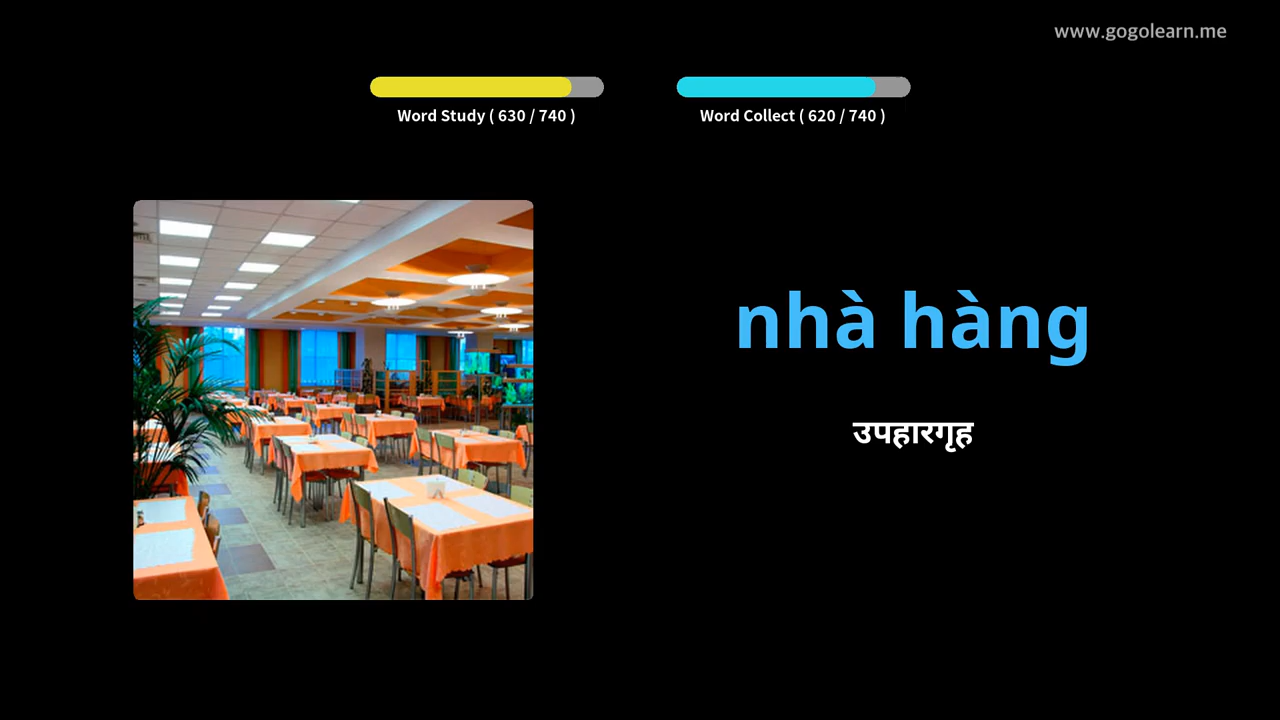 www.gogolearn.me
Word Study ( 630 / 740 )
Word Collect ( 620 / 740 )
nhà hàng
उपहारगृह